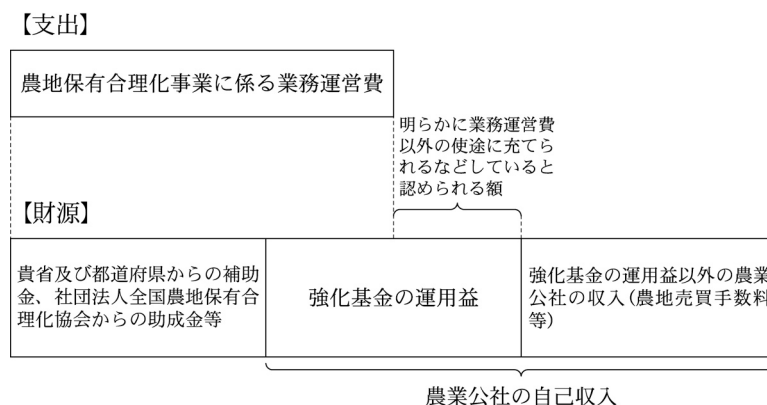 【支出】
農地保有合理化事業に係る業務運営費
明らかに業務運営費
以外の使途に充てら
れるなどしていると
認められる額
【財源】
貴省及び都道府県からの補助
金、社団法人全国農地保有合
理化協会からの助成金等
強化基金の運用益
強化基金の運用益以外の農業
公社の収入(農地売買手数料
等)
農業公社の自己収入